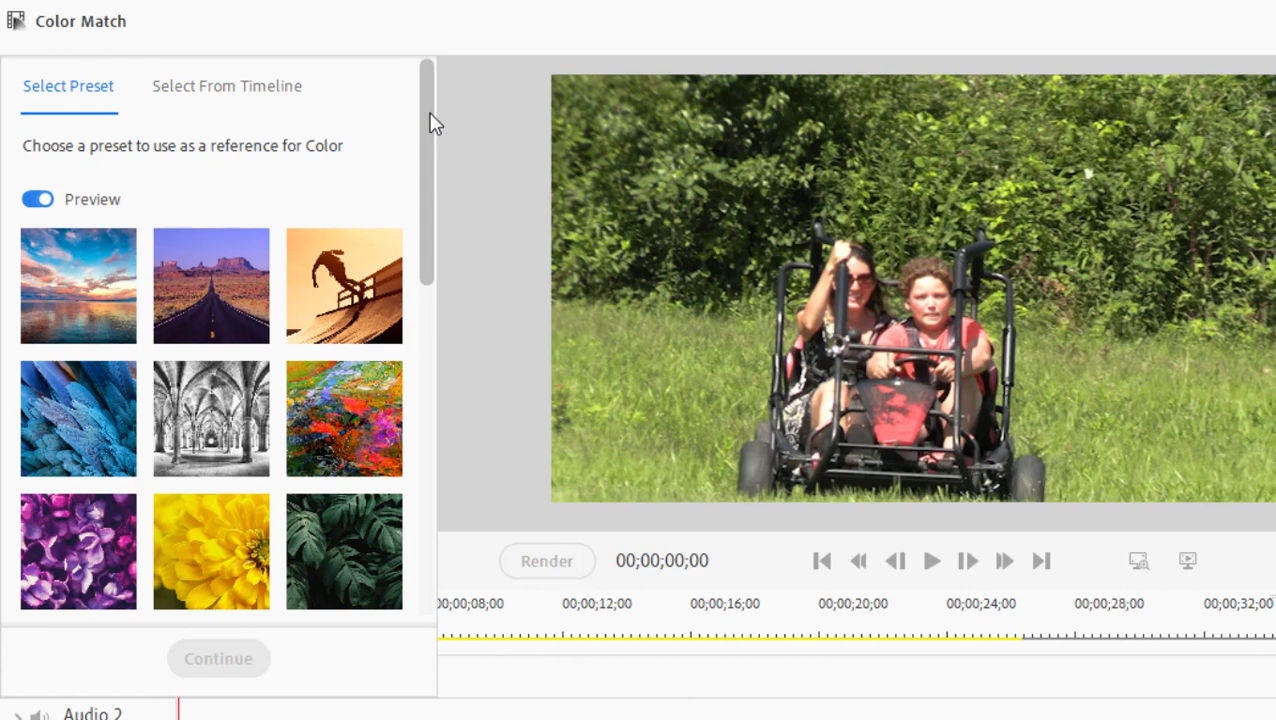 Color Match
Select Preset
Select From Timeline
Choose a preset to use as a reference for Color
Preview
Continue
Render
00;00;00;00
00;00;08;00
00;00;12;00
00;00;16;00
00;00;20;00
00;00;24;00
00;00;28;00
00;00;32;00
Audio 2